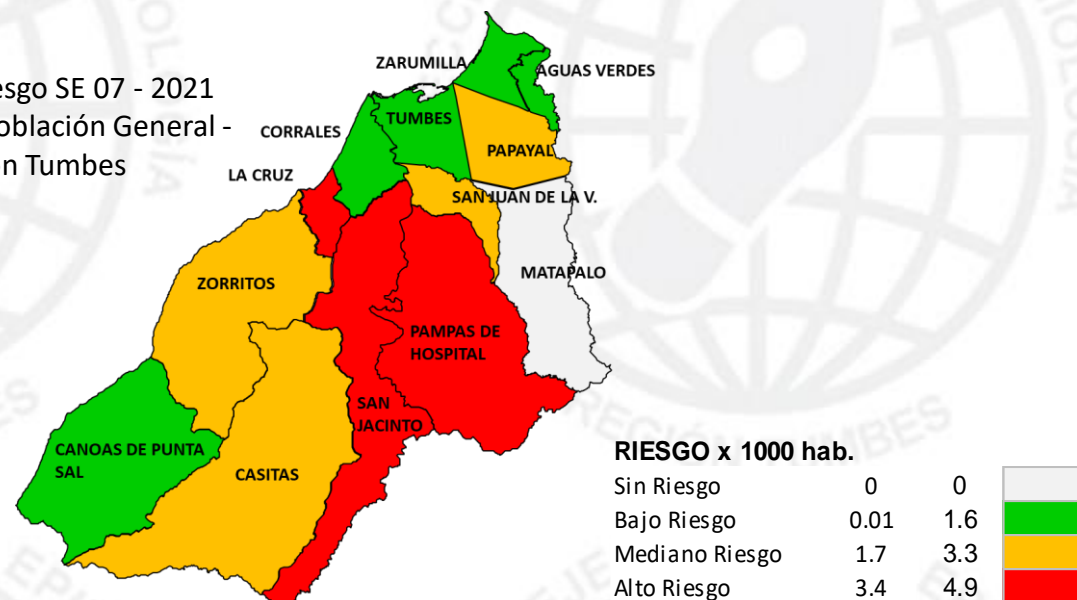 esgo SE 07 - 2021
oblación General -
n Tumbes
ZARUMILLA
AGUAS VERDES
CORRALES
TUMBES
PAPAYAL
LA CRUZ
SAN JUAN DE LA V.
MATAPALO
ZORRITOS
PAMPAS DE
HOSPITAL
SAN
JACINTO
CANOAS DE PUNTA
SAL
CASITAS
RIESGO x 1000 hab.
Sin Riesgo 0 0
Bajo Riesgo 0.01 1.6
Mediano Riesgo 1.7 3.3
Alto Riesgo 3.4 4.9